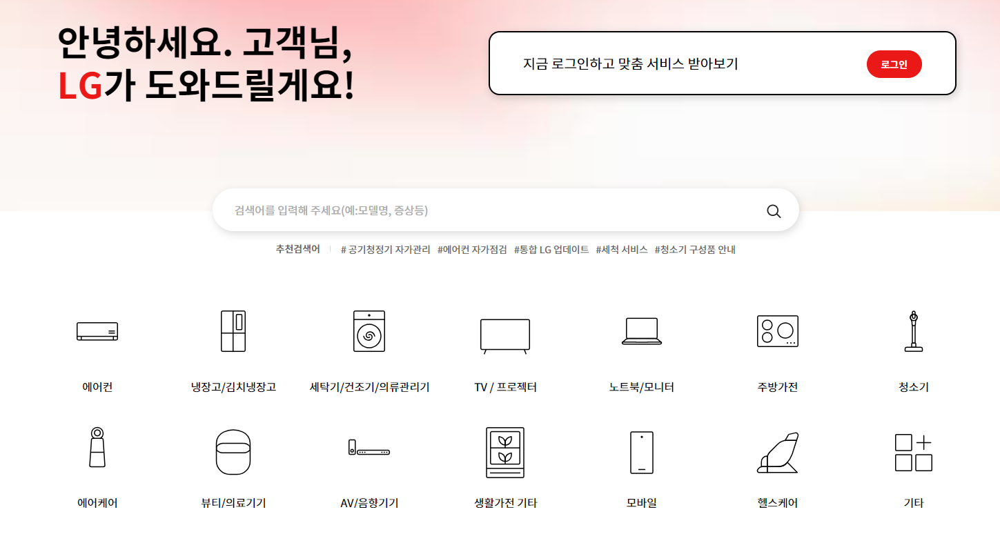 안녕하세요. 고객님,
LG가 도와드릴게요!
지금 로그인하고 맞춤 서비스 받아보기
로그인
검색어를 입력해 주세요(예:모델명, 증상등)
추천검색어 # 공기청정기 자가관리 #에어컨 자가점검 #통합 LG 업데이트 #세척 서비스 #청소기 구성품 안내
에어컨 냉장고/김치냉장고 세탁기/건조기/의류관리기 TV / 프로젝터 노트북/모니터 주방가전 청소기
에어케어 뷰티/의료기기 AV/음향기기 생활가전 기타 모바일 헬스케어 기타